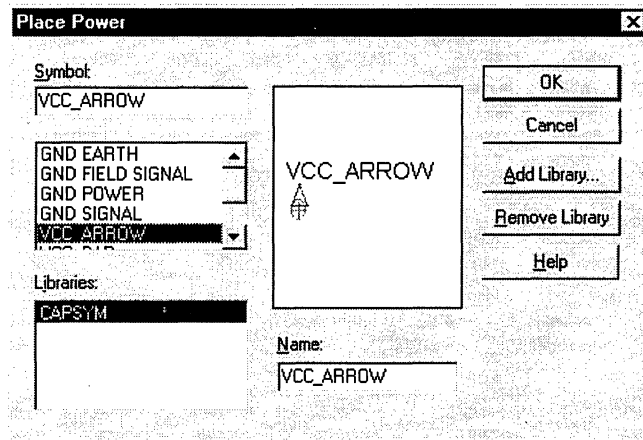 Place Power
Symbol:
VCC_ARROW
GND EARTH
GND FIELD SIGNAL
GND POWER
GND SIGNAL
VCC_ARROW
Libraries:
CAPSYM
VCC_ARROW
Name:
VCC_ARROW
OK
Cancel
Add Library...
Remove Library
Help